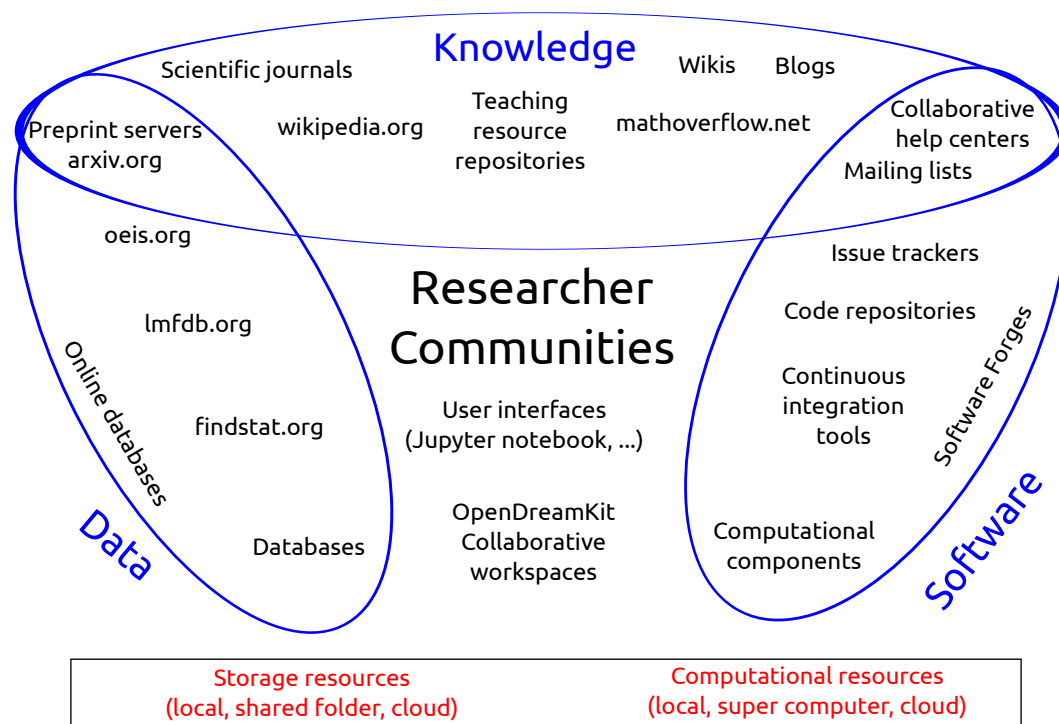 Knowledge
Scientific journals
Wikis
Blogs
Preprint servers
arxiv.org
wikipedia.org
Teaching
resource
repositories
mathoverflow.net
Collaborative
help centers
Mailing lists
oeis.org
lmfdb.org
findstat.org
Databases
Online databases
Data
Researcher
Communities
User interfaces
(Jupyter notebook, ...)
OpenDreamKit
Collaborative
workspaces
Issue trackers
Code repositories
Continuous
integration
tools
Software Forges
Computational
components
Software
Storage resources
(local, shared folder, cloud)
Computational resources
(local, super computer, cloud)